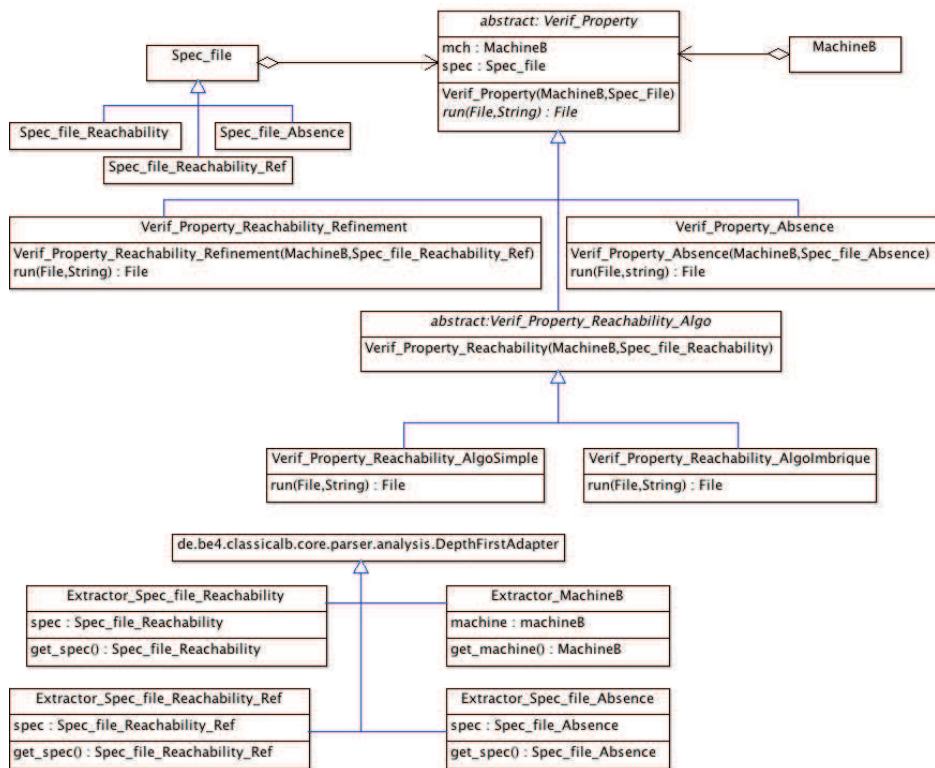 abstract: Verif_Property
mch : MachineB
spec : Spec_file
Verif_Property(MachineB,Spec_File)
run(File,String) : File
Spec_file
MachineB
Spec_file_Reachability
Spec_file_Absence
Spec_file_Reachability_Ref
Verif_Property_Reachability_Refinement
Verif_Property_Reachability_Refinement(MachineB,Spec_file_Reachability_Ref)
run(File,String) : File
Verif_Property_Absence
Verif_Property_Absence(MachineB,Spec_file_Absence)
run(File,string) : File
abstract:Verif_Property_Reachability_Algo
Verif_Property_Reachability(MachineB,Spec_file_Reachability)
Verif_Property_Reachability_AlgoSimple
run(File,String) : File
Verif_Property_Reachability_AlgoImbrique
run(File,String) : File
de.be4.classicalb.core.parser.analysis.DepthFirstAdapter
Extractor_Spec_file_Reachability
spec : Spec_file_Reachability
get_spec() : Spec_file_Reachability
Extractor_MachineB
machine : machineB
get_machine() : MachineB
Extractor_Spec_file_Reachability_Ref
spec : Spec_file_Reachability_Ref
get_spec() : Spec_file_Reachability_Ref
Extractor_Spec_file_Absence
spec : Spec_file_Absence
get_spec() : Spec_file_Absence